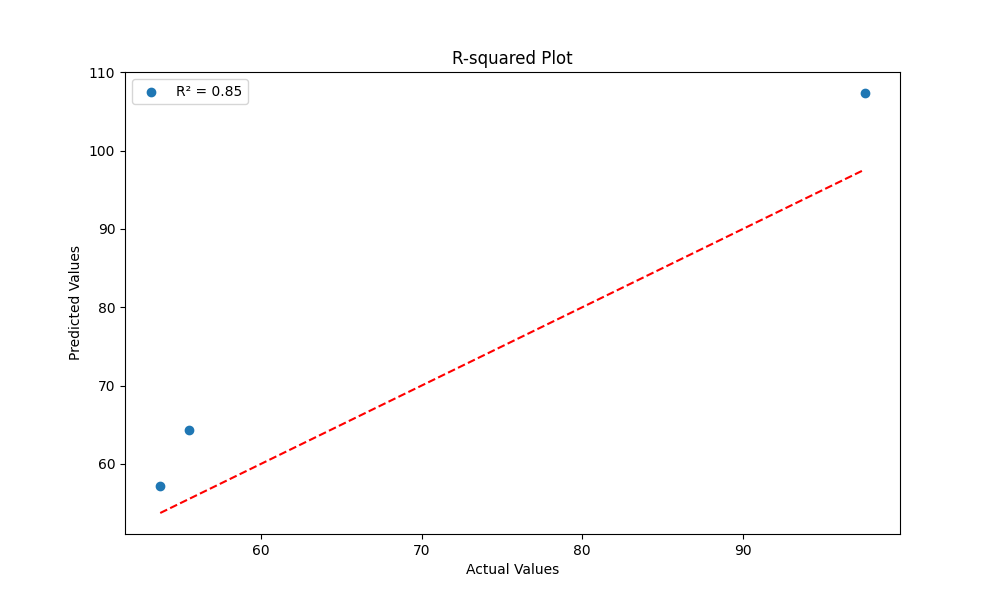 R-squared Plot
R² = 0.85
110
100
90
80
70
60
Predicted Values
60
70
80
90
Actual Values